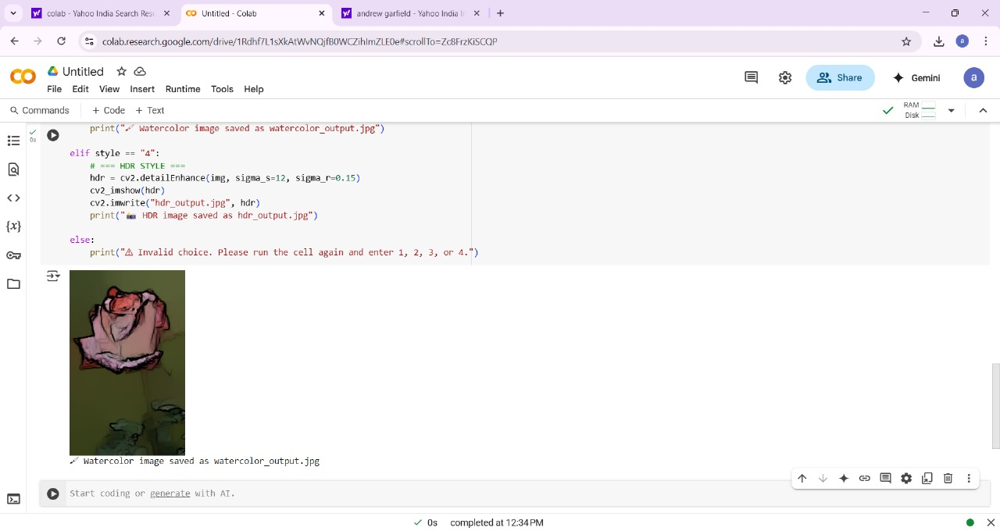 colab - Yahoo India Search Resu
Untitled - Colab
andrew garfield - Yahoo India I
colab.research.google.com/drive/1Rdhf7L1sXkAtWvNQjfB0WCZihImZLE0e#scrollTo=Zc8FrzKiSCQP
a
CO
Untitled
File Edit View Insert Runtime Tools Help
Share
Gemini
a
Commands
+ Code + Text
RAM
Disk
0s
print("🖌 Watercolor image saved as watercolor_output.jpg")
elif style == "4":
# === HDR STYLE ===
hdr = cv2.detailEnhance(img, sigma_s=12, sigma_r=0.15)
cv2_imshow(hdr)
cv2.imwrite("hdr_output.jpg", hdr)
print("📸 HDR image saved as hdr_output.jpg")
else:
print("⚠ Invalid choice. Please run the cell again and enter 1, 2, 3, or 4.")
{x}
🖌 Watercolor image saved as watercolor_output.jpg
Start coding or generate with AI.
0s completed at 12:34 PM